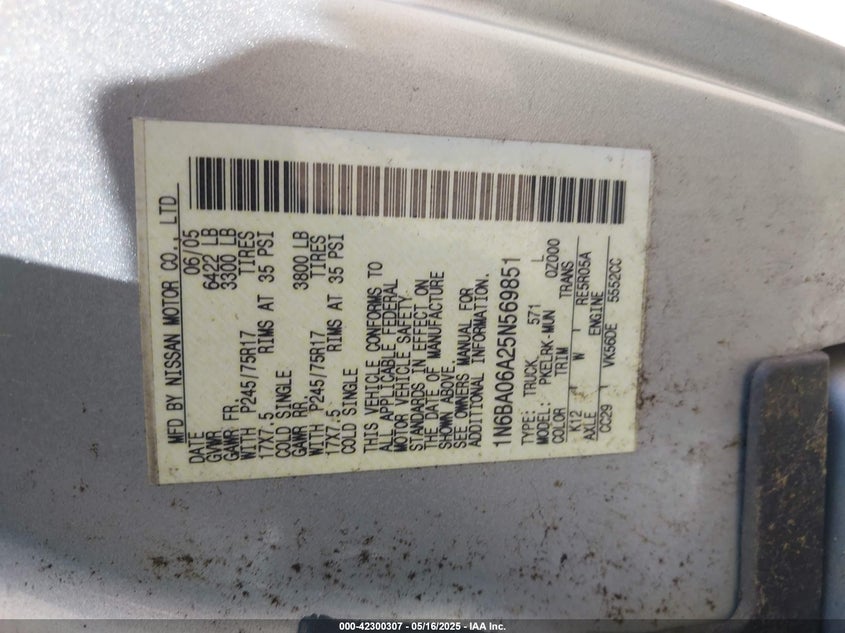 MFD BY NISSAN MOTOR CO., LTD
DATE 06/05
GVWR 6422 LB
GAWR FR. 3300 LB
WITH P245/75R17 TIRES
17X7.5 RIMS AT 35 PSI
COLD SINGLE
GAWR RR. 3800 LB
WITH P245/75R17 TIRES
17X7.5 RIMS AT 35 PSI
COLD SINGLE
THIS VEHICLE CONFORMS TO
ALL APPLICABLE FEDERAL
MOTOR VEHICLE SAFETY
STANDARDS IN EFFECT ON
THE DATE OF MANUFACTURE
SHOWN ABOVE.
SEE OWNERS MANUAL FOR
ADDITIONAL INFORMATION.
1N6BA06A25N569851
TYPE: TRUCK 571 L
MODEL: PKELRK-MUN 0Z000
COLOR TRIM TRANS
K12 W RE5R05A
AXLE ENGINE
CC29 VK56DE 5552CC
000-42300307 - 05/16/2025 - IAA Inc.